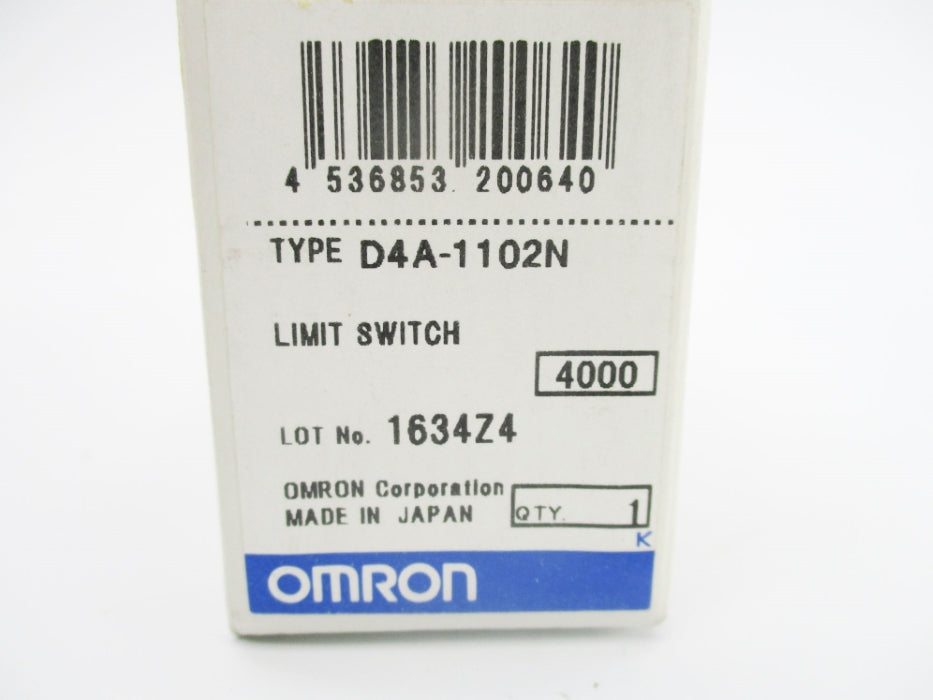 4 536853 200640
TYPE D4A-1102N
LIMIT SWITCH
4000
LOT No. 1634Z4
OMRON Corporation
MADE IN JAPAN
QTY. 1
K
OMRON